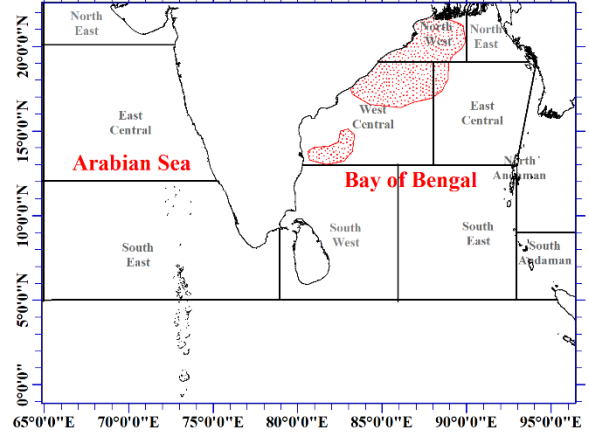 North
East
North
West
North
East
20°0'0"N
East
Central
West
Central
East
Central
15°0'0"N
Arabian Sea
Bay of Bengal
North
Andaman
10°0'0"N
South
East
South
West
South
East
South
Andaman
5°0'0"N
0°0'0"
65°0'0"E
70°0'0"E
75°0'0"E
80°0'0"E
85°0'0"E
90°0'0"E
95°0'0"E